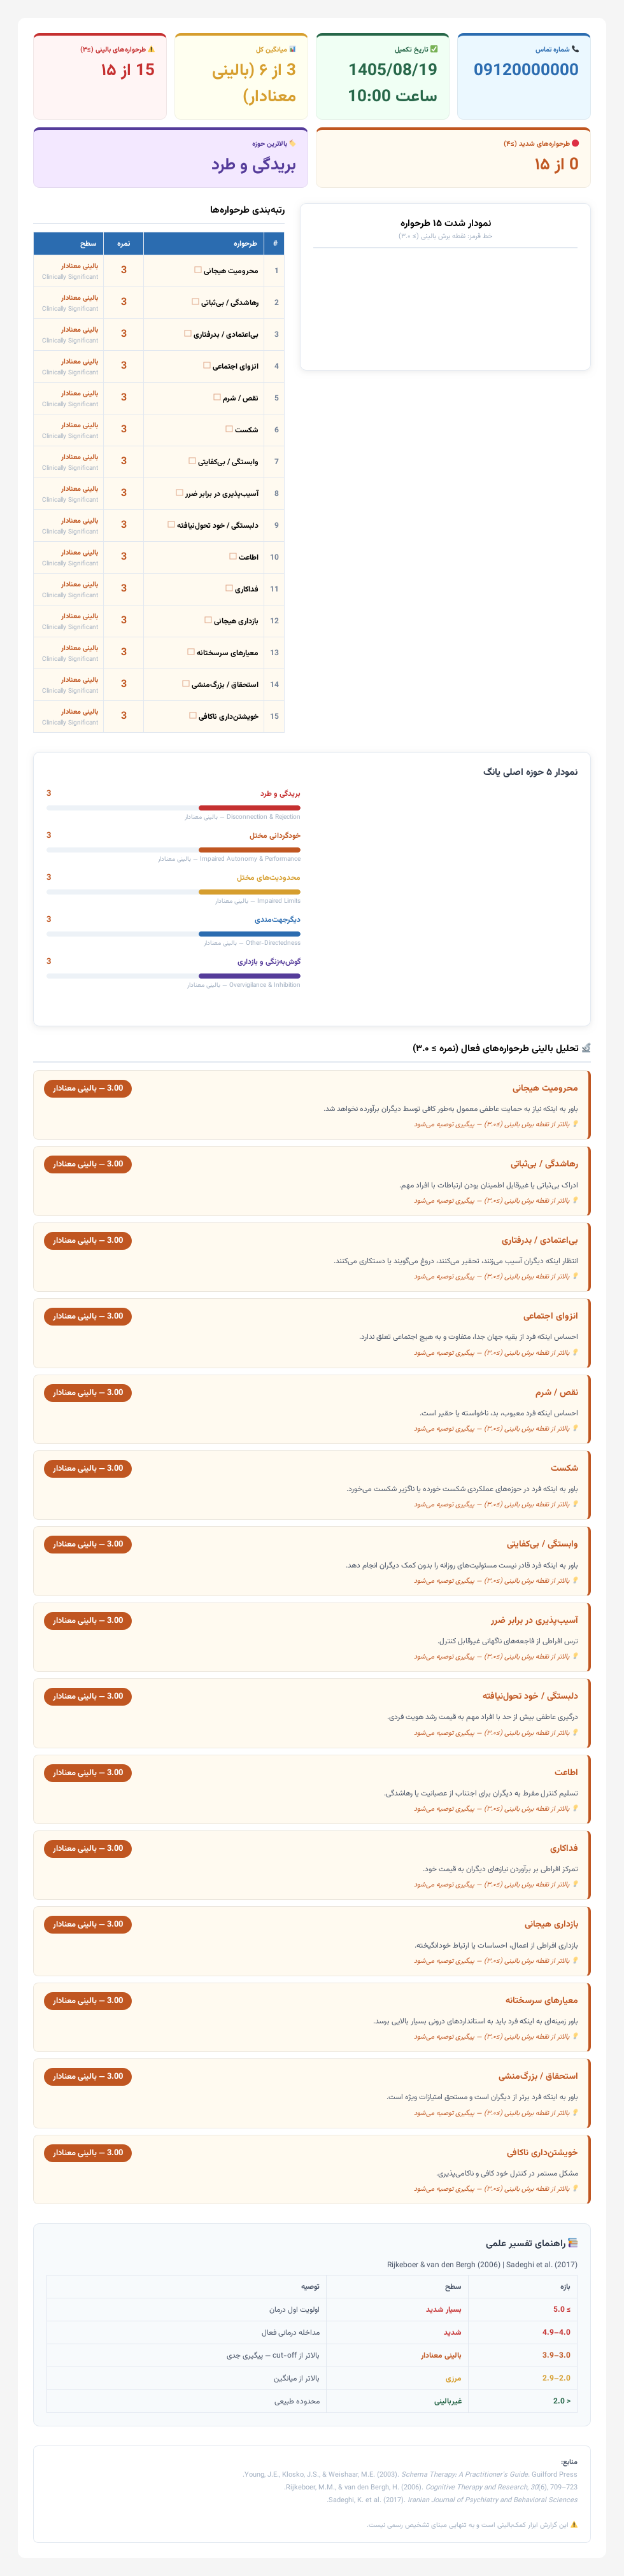 📞 شماره تماس
09120000000
✅ تاریخ تکمیل
1405/08/19
ساعت 10:00
📊 میانگین کل
3 از ۶ (بالینی
معنادار)
⚠️ طرحواره‌های بالینی (≥۳)
15 از ۱۵
🔴 طرحواره‌های شدید (≥۴)
0 از ۱۵
🏷️ بالاترین حوزه
بریدگی و طرد
نمودار شدت ۱۵ طرحواره
خط قرمز: نقطه برش بالینی (≥ ۳.۰)
رتبه‌بندی طرحواره‌ها
# طرحواره نمره سطح
1 محرومیت هیجانی 3 بالینی معنادار
Clinically Significant
2 رهاشدگی / بی‌ثباتی 3 بالینی معنادار
Clinically Significant
3 بی‌اعتمادی / بدرفتاری 3 بالینی معنادار
Clinically Significant
4 انزوای اجتماعی 3 بالینی معنادار
Clinically Significant
5 نقص / شرم 3 بالینی معنادار
Clinically Significant
6 شکست 3 بالینی معنادار
Clinically Significant
7 وابستگی / بی‌کفایتی 3 بالینی معنادار
Clinically Significant
8 آسیب‌پذیری در برابر ضرر 3 بالینی معنادار
Clinically Significant
9 دلبستگی / خود تحول‌نیافته 3 بالینی معنادار
Clinically Significant
10 اطاعت 3 بالینی معنادار
Clinically Significant
11 فداکاری 3 بالینی معنادار
Clinically Significant
12 بازداری هیجانی 3 بالینی معنادار
Clinically Significant
13 معیارهای سرسختانه 3 بالینی معنادار
Clinically Significant
14 استحقاق / بزرگ‌منشی 3 بالینی معنادار
Clinically Significant
15 خویشتن‌داری ناکافی 3 بالینی معنادار
Clinically Significant
نمودار ۵ حوزه اصلی یانگ
بریدگی و طرد 3
Disconnection & Rejection — بالینی معنادار
خودگردانی مختل 3
Impaired Autonomy & Performance — بالینی معنادار
محدودیت‌های مختل 3
Impaired Limits — بالینی معنادار
دیگرجهت‌مندی 3
Other-Directedness — بالینی معنادار
گوش‌به‌زنگی و بازداری 3
Overvigilance & Inhibition — بالینی معنادار
🔬 تحلیل بالینی طرحواره‌های فعال (نمره ≥ ۳.۰)
محرومیت هیجانی 3.00 — بالینی معنادار
باور به اینکه نیاز به حمایت عاطفی معمول به‌طور کافی توسط دیگران برآورده نخواهد شد.
💡 بالاتر از نقطه برش بالینی (≥۳.۰) — پیگیری توصیه می‌شود
رهاشدگی / بی‌ثباتی 3.00 — بالینی معنادار
ادراک بی‌ثباتی یا غیرقابل اطمینان بودن ارتباطات با افراد مهم.
💡 بالاتر از نقطه برش بالینی (≥۳.۰) — پیگیری توصیه می‌شود
بی‌اعتمادی / بدرفتاری 3.00 — بالینی معنادار
انتظار اینکه دیگران آسیب می‌زنند، تحقیر می‌کنند، دروغ می‌گویند یا دستکاری می‌کنند.
💡 بالاتر از نقطه برش بالینی (≥۳.۰) — پیگیری توصیه می‌شود
انزوای اجتماعی 3.00 — بالینی معنادار
احساس اینکه فرد از بقیه جهان جدا، متفاوت و به هیچ اجتماعی تعلق ندارد.
💡 بالاتر از نقطه برش بالینی (≥۳.۰) — پیگیری توصیه می‌شود
نقص / شرم 3.00 — بالینی معنادار
احساس اینکه فرد معیوب، بد، ناخواسته یا حقیر است.
💡 بالاتر از نقطه برش بالینی (≥۳.۰) — پیگیری توصیه می‌شود
شکست 3.00 — بالینی معنادار
باور به اینکه فرد در حوزه‌های عملکردی شکست خورده یا ناگزیر شکست می‌خورد.
💡 بالاتر از نقطه برش بالینی (≥۳.۰) — پیگیری توصیه می‌شود
وابستگی / بی‌کفایتی 3.00 — بالینی معنادار
باور به اینکه فرد قادر نیست مسئولیت‌های روزانه را بدون کمک دیگران انجام دهد.
💡 بالاتر از نقطه برش بالینی (≥۳.۰) — پیگیری توصیه می‌شود
آسیب‌پذیری در برابر ضرر 3.00 — بالینی معنادار
ترس افراطی از فاجعه‌های ناگهانی غیرقابل کنترل.
💡 بالاتر از نقطه برش بالینی (≥۳.۰) — پیگیری توصیه می‌شود
دلبستگی / خود تحول‌نیافته 3.00 — بالینی معنادار
درگیری عاطفی بیش از حد با افراد مهم به قیمت رشد هویت فردی.
💡 بالاتر از نقطه برش بالینی (≥۳.۰) — پیگیری توصیه می‌شود
اطاعت 3.00 — بالینی معنادار
تسلیم کنترل مفرط به دیگران برای اجتناب از عصبانیت یا رهاشدگی.
💡 بالاتر از نقطه برش بالینی (≥۳.۰) — پیگیری توصیه می‌شود
فداکاری 3.00 — بالینی معنادار
تمرکز افراطی بر برآوردن نیازهای دیگران به قیمت خود.
💡 بالاتر از نقطه برش بالینی (≥۳.۰) — پیگیری توصیه می‌شود
بازداری هیجانی 3.00 — بالینی معنادار
بازداری افراطی از اعمال، احساسات یا ارتباط خودانگیخته.
💡 بالاتر از نقطه برش بالینی (≥۳.۰) — پیگیری توصیه می‌شود
معیارهای سرسختانه 3.00 — بالینی معنادار
باور زمینه‌ای به اینکه فرد باید به استانداردهای درونی بسیار بالایی برسد.
💡 بالاتر از نقطه برش بالینی (≥۳.۰) — پیگیری توصیه می‌شود
استحقاق / بزرگ‌منشی 3.00 — بالینی معنادار
باور به اینکه فرد برتر از دیگران است و مستحق امتیازات ویژه است.
💡 بالاتر از نقطه برش بالینی (≥۳.۰) — پیگیری توصیه می‌شود
خویشتن‌داری ناکافی 3.00 — بالینی معنادار
مشکل مستمر در کنترل خود کافی و ناکامی‌پذیری.
💡 بالاتر از نقطه برش بالینی (≥۳.۰) — پیگیری توصیه می‌شود
📚 راهنمای تفسیر علمی
Rijkeboer & van den Bergh (2006) | Sadeghi et al. (2017)
بازه سطح توصیه
≥ 5.0 بسیار شدید اولویت اول درمان
4.0–4.9 شدید مداخله درمانی فعال
3.0–3.9 بالینی معنادار بالاتر از cut-off — پیگیری جدی
2.0–2.9 مرزی بالاتر از میانگین
< 2.0 غیربالینی محدوده طبیعی
منابع:
Young, J.E., Klosko, J.S., & Weishaar, M.E. (2003). Schema Therapy: A Practitioner's Guide. Guilford Press.
Rijkeboer, M.M., & van den Bergh, H. (2006). Cognitive Therapy and Research, 30(6), 709–723.
Sadeghi, K. et al. (2017). Iranian Journal of Psychiatry and Behavioral Sciences.
⚠️ این گزارش ابزار کمک‌بالینی است و به تنهایی مبنای تشخیص رسمی نیست.